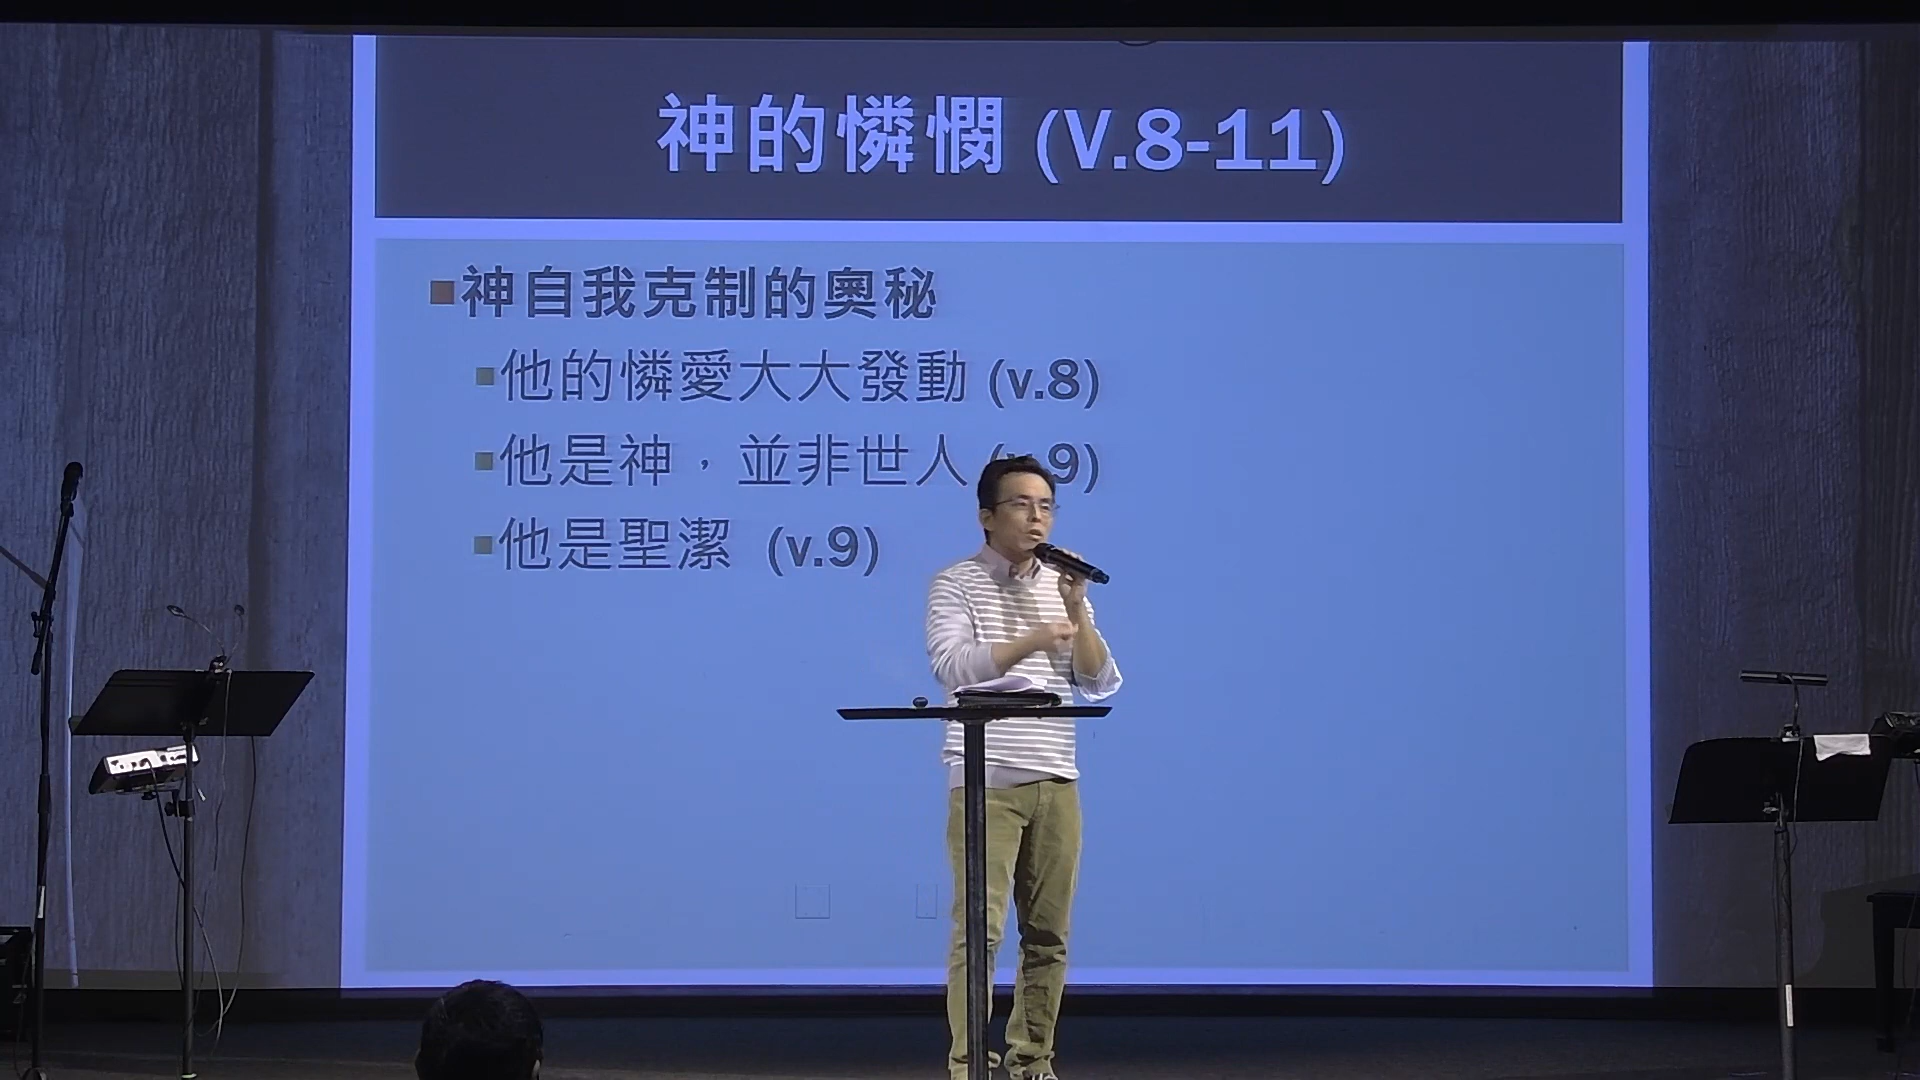 神的憐憫 (V.8-11)
神自我克制的奧秘
他的憐愛大大發動 (v.8)
他是神，並非世人 (v.9)
他是聖潔 (v.9)